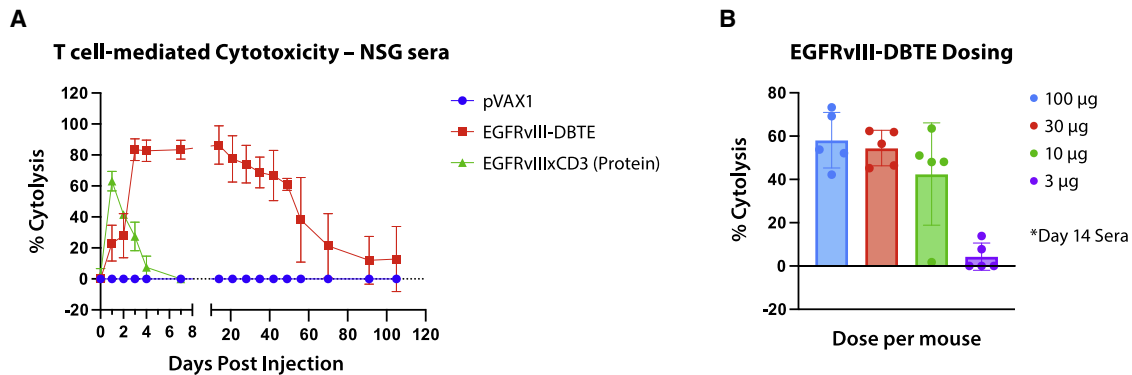 A
T cell-mediated Cytotoxicity – NSG sera
% Cytolysis
120
100
80
60
40
20
0
-20
0 2 4 6 8 20 40 60 80 100 120
Days Post Injection
pVAX1
EGFRvIII-DBTE
EGFRvIIIxCD3 (Protein)
B
EGFRvIII-DBTE Dosing
% Cytolysis
80
60
40
20
0
-20
Dose per mouse
100 µg
30 µg
10 µg
3 µg
*Day 14 Sera